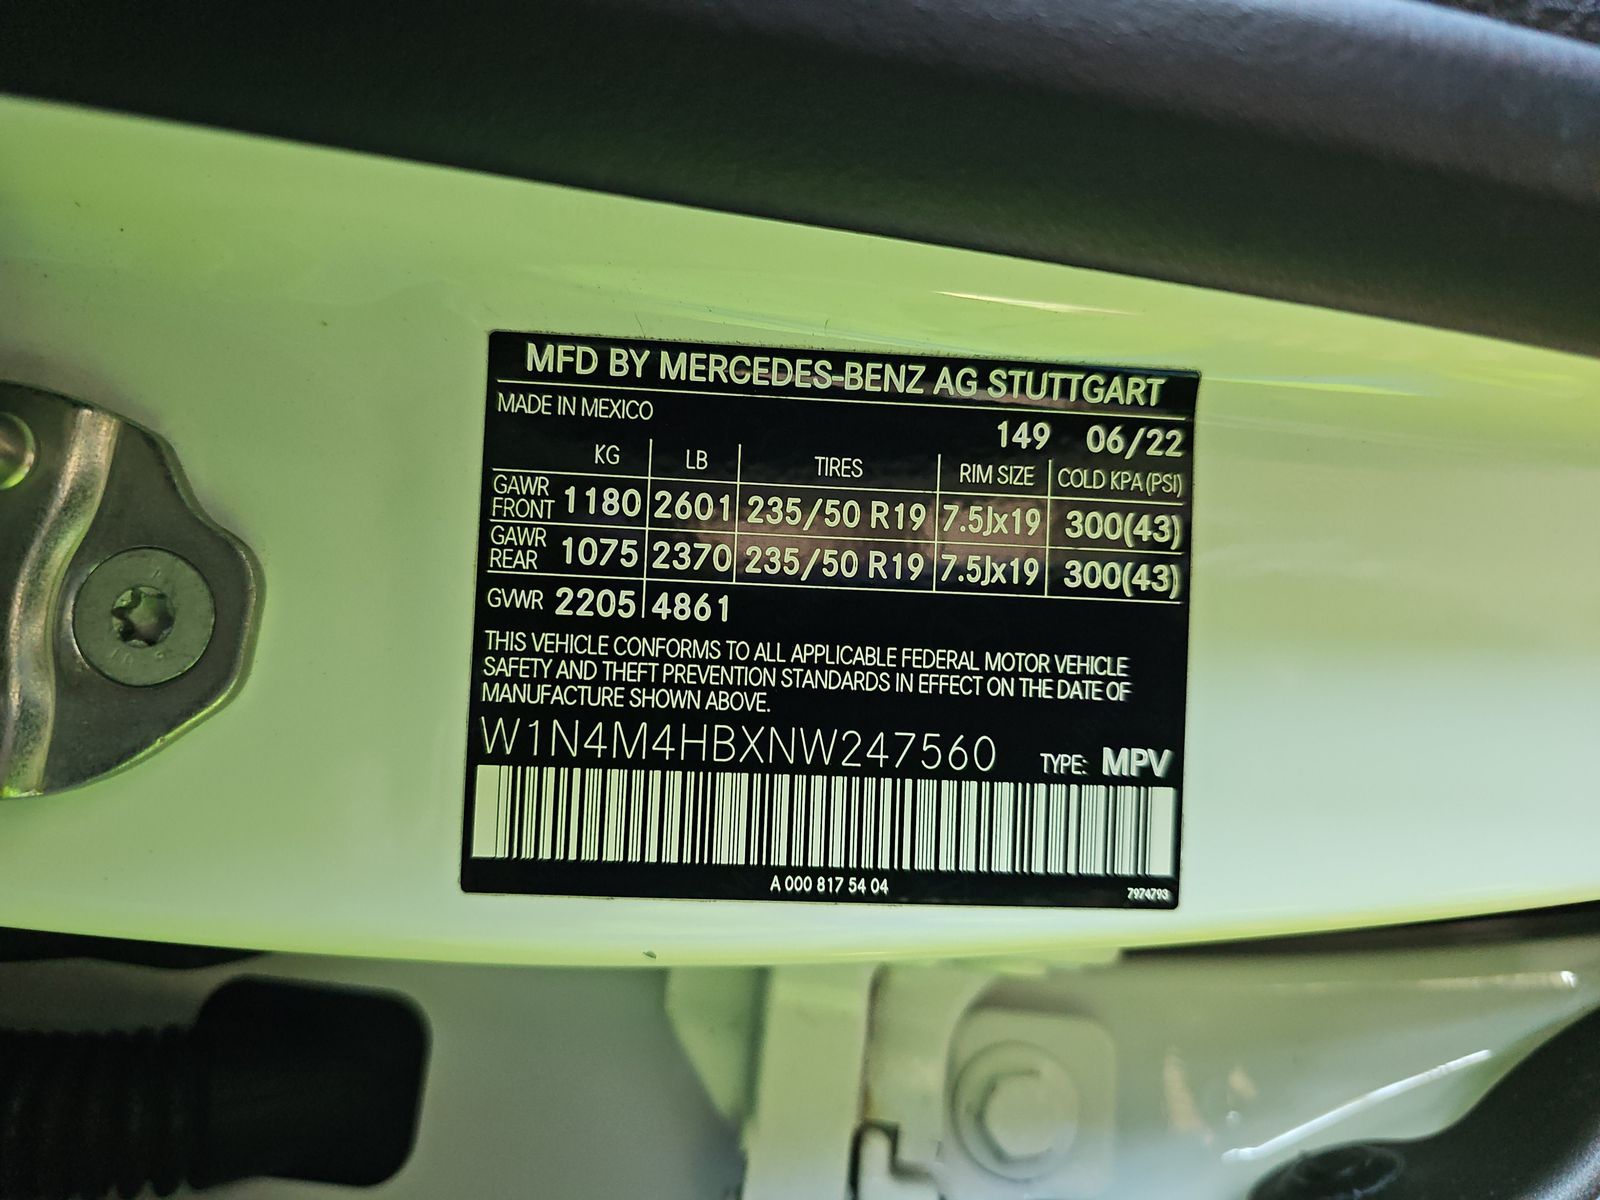 MFD BY MERCEDES-BENZ AG STUTTGART
MADE IN MEXICO
149 06/22
KG LB TIRES RIM SIZE COLD KPA (PSI)
GAWR FRONT 1180 2601 235/50 R19 7.5Jx19 300(43)
GAWR REAR 1075 2370 235/50 R19 7.5Jx19 300(43)
GVWR 2205 4861
THIS VEHICLE CONFORMS TO ALL APPLICABLE FEDERAL MOTOR VEHICLE
SAFETY AND THEFT PREVENTION STANDARDS IN EFFECT ON THE DATE OF
MANUFACTURE SHOWN ABOVE.
W1N4M4HBXNW247560 TYPE: MPV
A 000 817 54 04
7974793